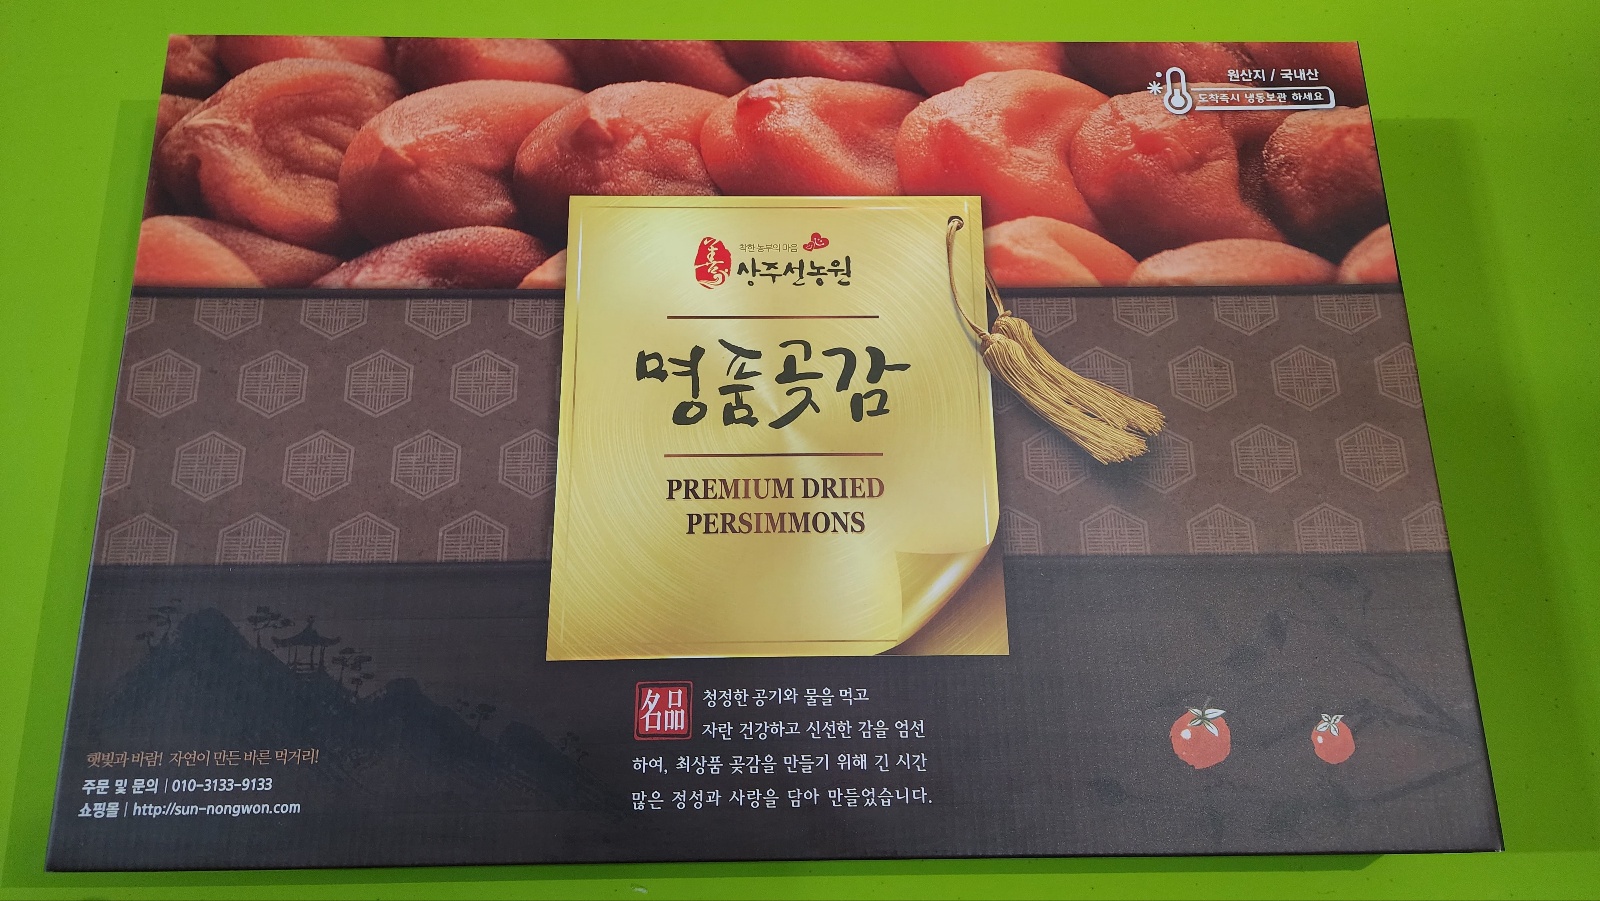 원산지 / 국내산
도착즉시 냉동보관 하세요
善
착한농부의 마음 心
상주선농원
명품곶감
PREMIUM DRIED
PERSIMMONS
名品
청정한 공기와 물을 먹고
자란 건강하고 신선한 감을 엄선
하여, 최상품 곶감을 만들기 위해 긴 시간
많은 정성과 사랑을 담아 만들었습니다.
햇빛과 바람! 자연이 만든 바른 먹거리!
주문 및 문의 | 010-3133-9133
쇼핑몰 | http://sun-nongwon.com